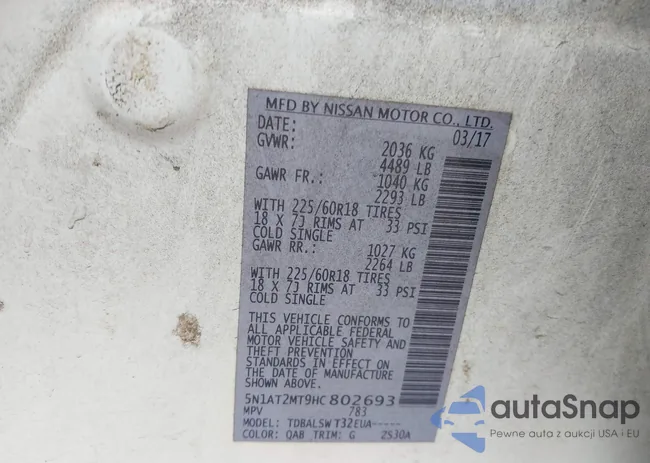 MFD BY NISSAN MOTOR CO., LTD.
DATE: 03/17
GVWR: 2036 KG
4489 LB
GAWR FR.: 1040 KG
2293 LB
WITH 225/60R18 TIRES
18 X 7J RIMS AT 33 PSI
COLD SINGLE
GAWR RR.: 1027 KG
2264 LB
WITH 225/60R18 TIRES
18 X 7J RIMS AT 33 PSI
COLD SINGLE
THIS VEHICLE CONFORMS TO
ALL APPLICABLE FEDERAL
MOTOR VEHICLE SAFETY AND
THEFT PREVENTION
STANDARDS IN EFFECT ON
THE DATE OF MANUFACTURE
SHOWN ABOVE.
5N1AT2MT9HC802693
MPV 783
MODEL: TDBALSWT32EUA-----
COLOR: QAB TRIM: G ZS30A
autoSnap
Pewne auta z aukcji USA i EU